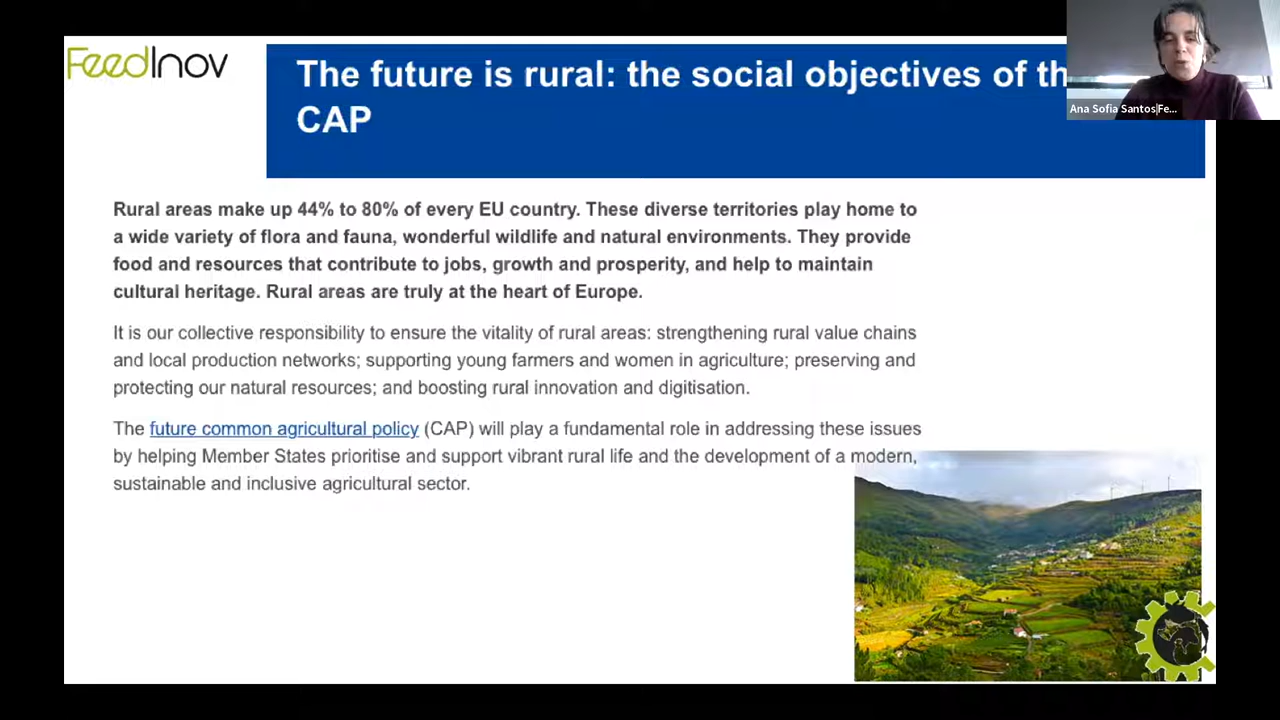 FeedInov
The future is rural: the social objectives of th
CAP
Ana Sofia Santos|Fe...
Rural areas make up 44% to 80% of every EU country. These diverse territories play home to
a wide variety of flora and fauna, wonderful wildlife and natural environments. They provide
food and resources that contribute to jobs, growth and prosperity, and help to maintain
cultural heritage. Rural areas are truly at the heart of Europe.
It is our collective responsibility to ensure the vitality of rural areas: strengthening rural value chains
and local production networks; supporting young farmers and women in agriculture; preserving and
protecting our natural resources; and boosting rural innovation and digitisation.
The future common agricultural policy (CAP) will play a fundamental role in addressing these issues
by helping Member States prioritise and support vibrant rural life and the development of a modern,
sustainable and inclusive agricultural sector.